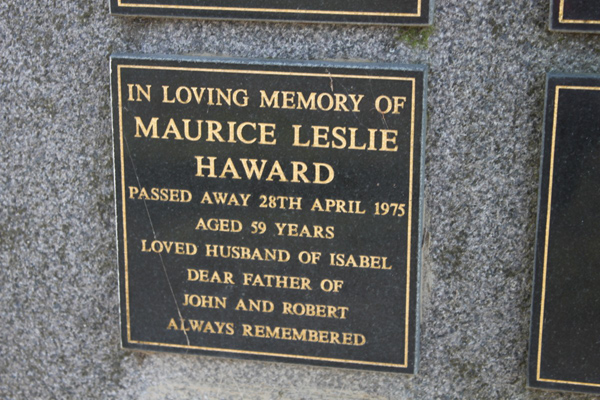 IN LOVING MEMORY OF
MAURICE LESLIE
HAWARD
PASSED AWAY 28TH APRIL 1975
AGED 59 YEARS
LOVED HUSBAND OF ISABEL
DEAR FATHER OF
JOHN AND ROBERT
ALWAYS REMEMBERED